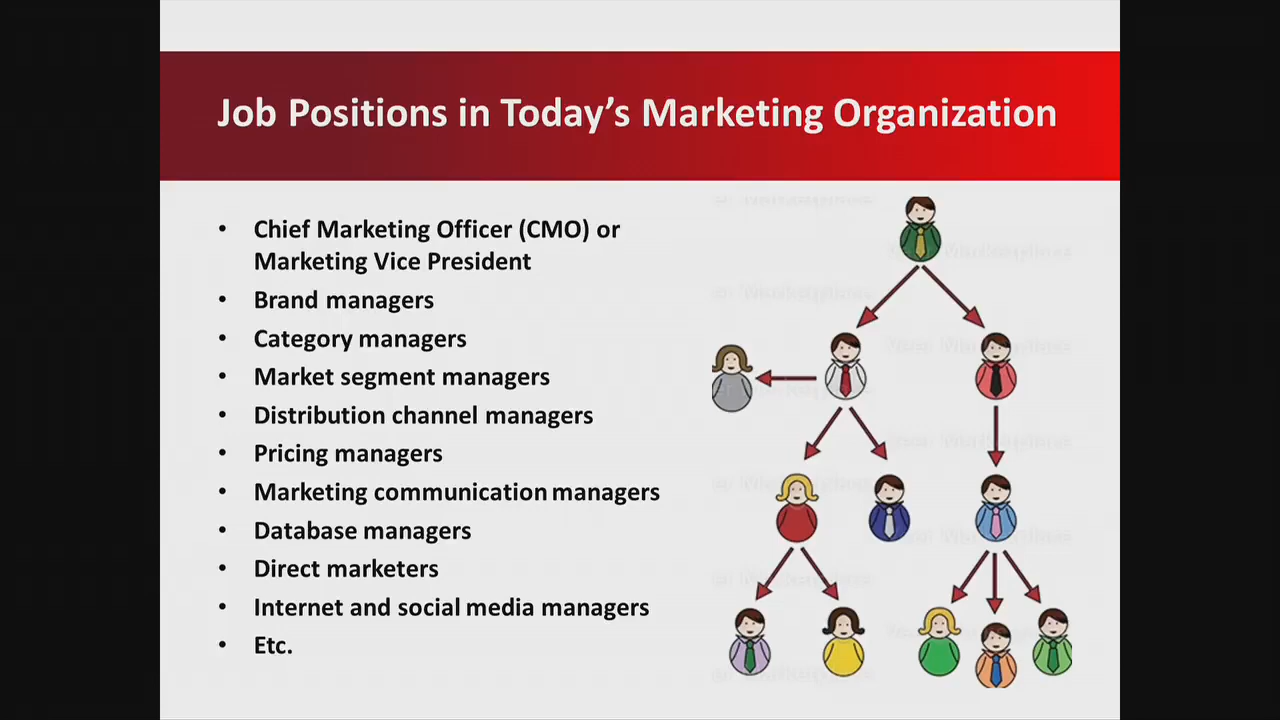 Job Positions in Today's Marketing Organization
• Chief Marketing Officer (CMO) or
Marketing Vice President
• Brand managers
• Category managers
• Market segment managers
• Distribution channel managers
• Pricing managers
• Marketing communication managers
• Database managers
• Direct marketers
• Internet and social media managers
• Etc.